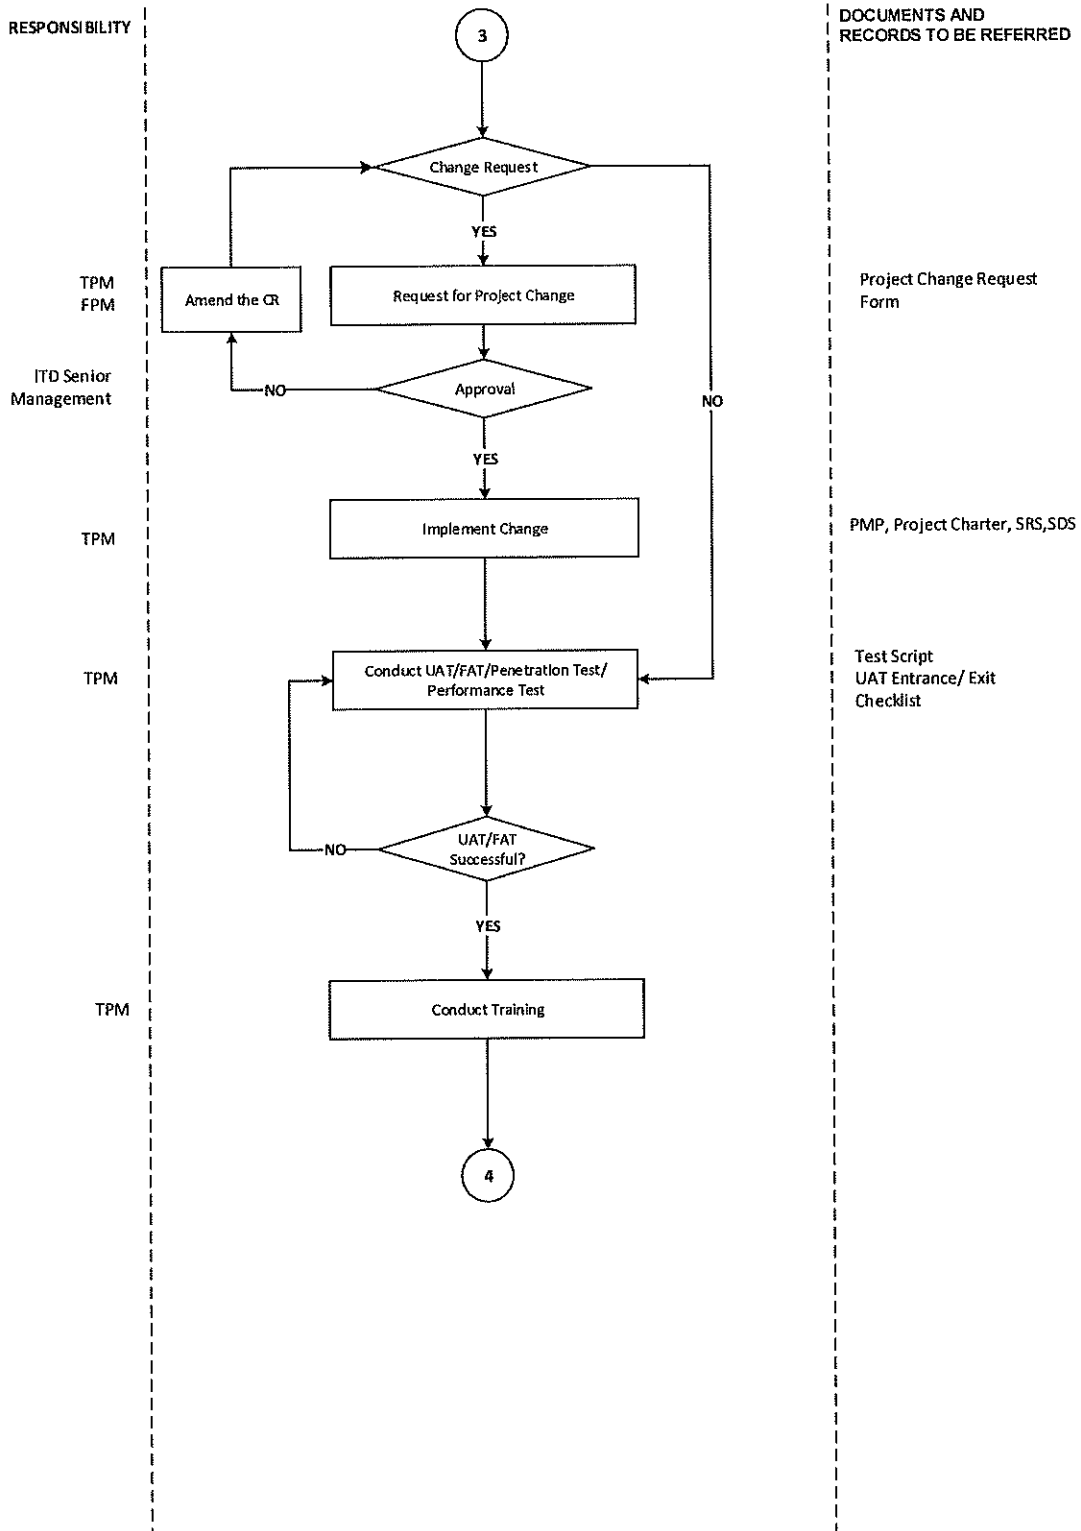 RESPONSIBILITY
3
DOCUMENTS AND
RECORDS TO BE REFERRED
Change Request
YES
TPM
FPM
Amend the CR
Request for Project Change
Project Change Request
Form
ITD Senior
Management
NO
Approval
NO
YES
TPM
Implement Change
PMP, Project Charter, SRS,SDS
TPM
Conduct UAT/FAT/Penetration Test/
Performance Test
Test Script
UAT Entrance/ Exit
Checklist
NO
UAT/FAT
Successful?
YES
TPM
Conduct Training
4